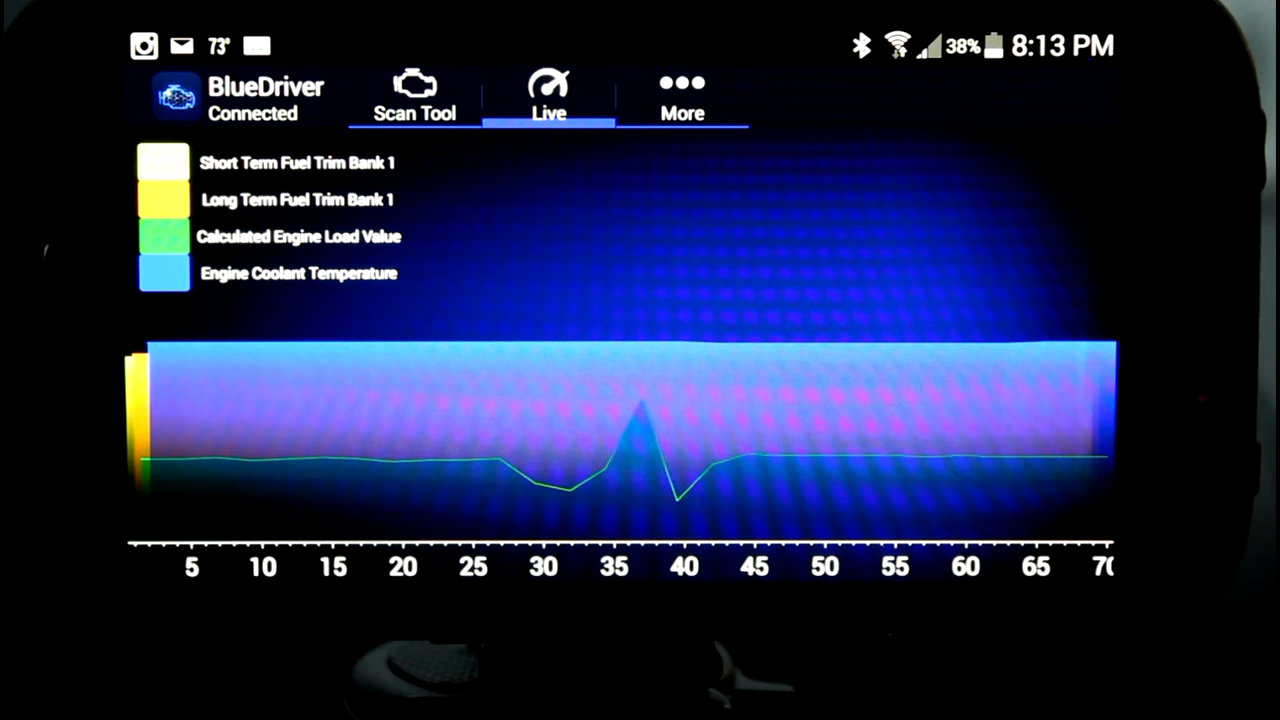 73° 38% 8:13 PM
BlueDriver
Connected
Scan Tool
Live
More
Short Term Fuel Trim Bank 1
Long Term Fuel Trim Bank 1
Calculated Engine Load Value
Engine Coolant Temperature
5 10 15 20 25 30 35 40 45 50 55 60 65 70